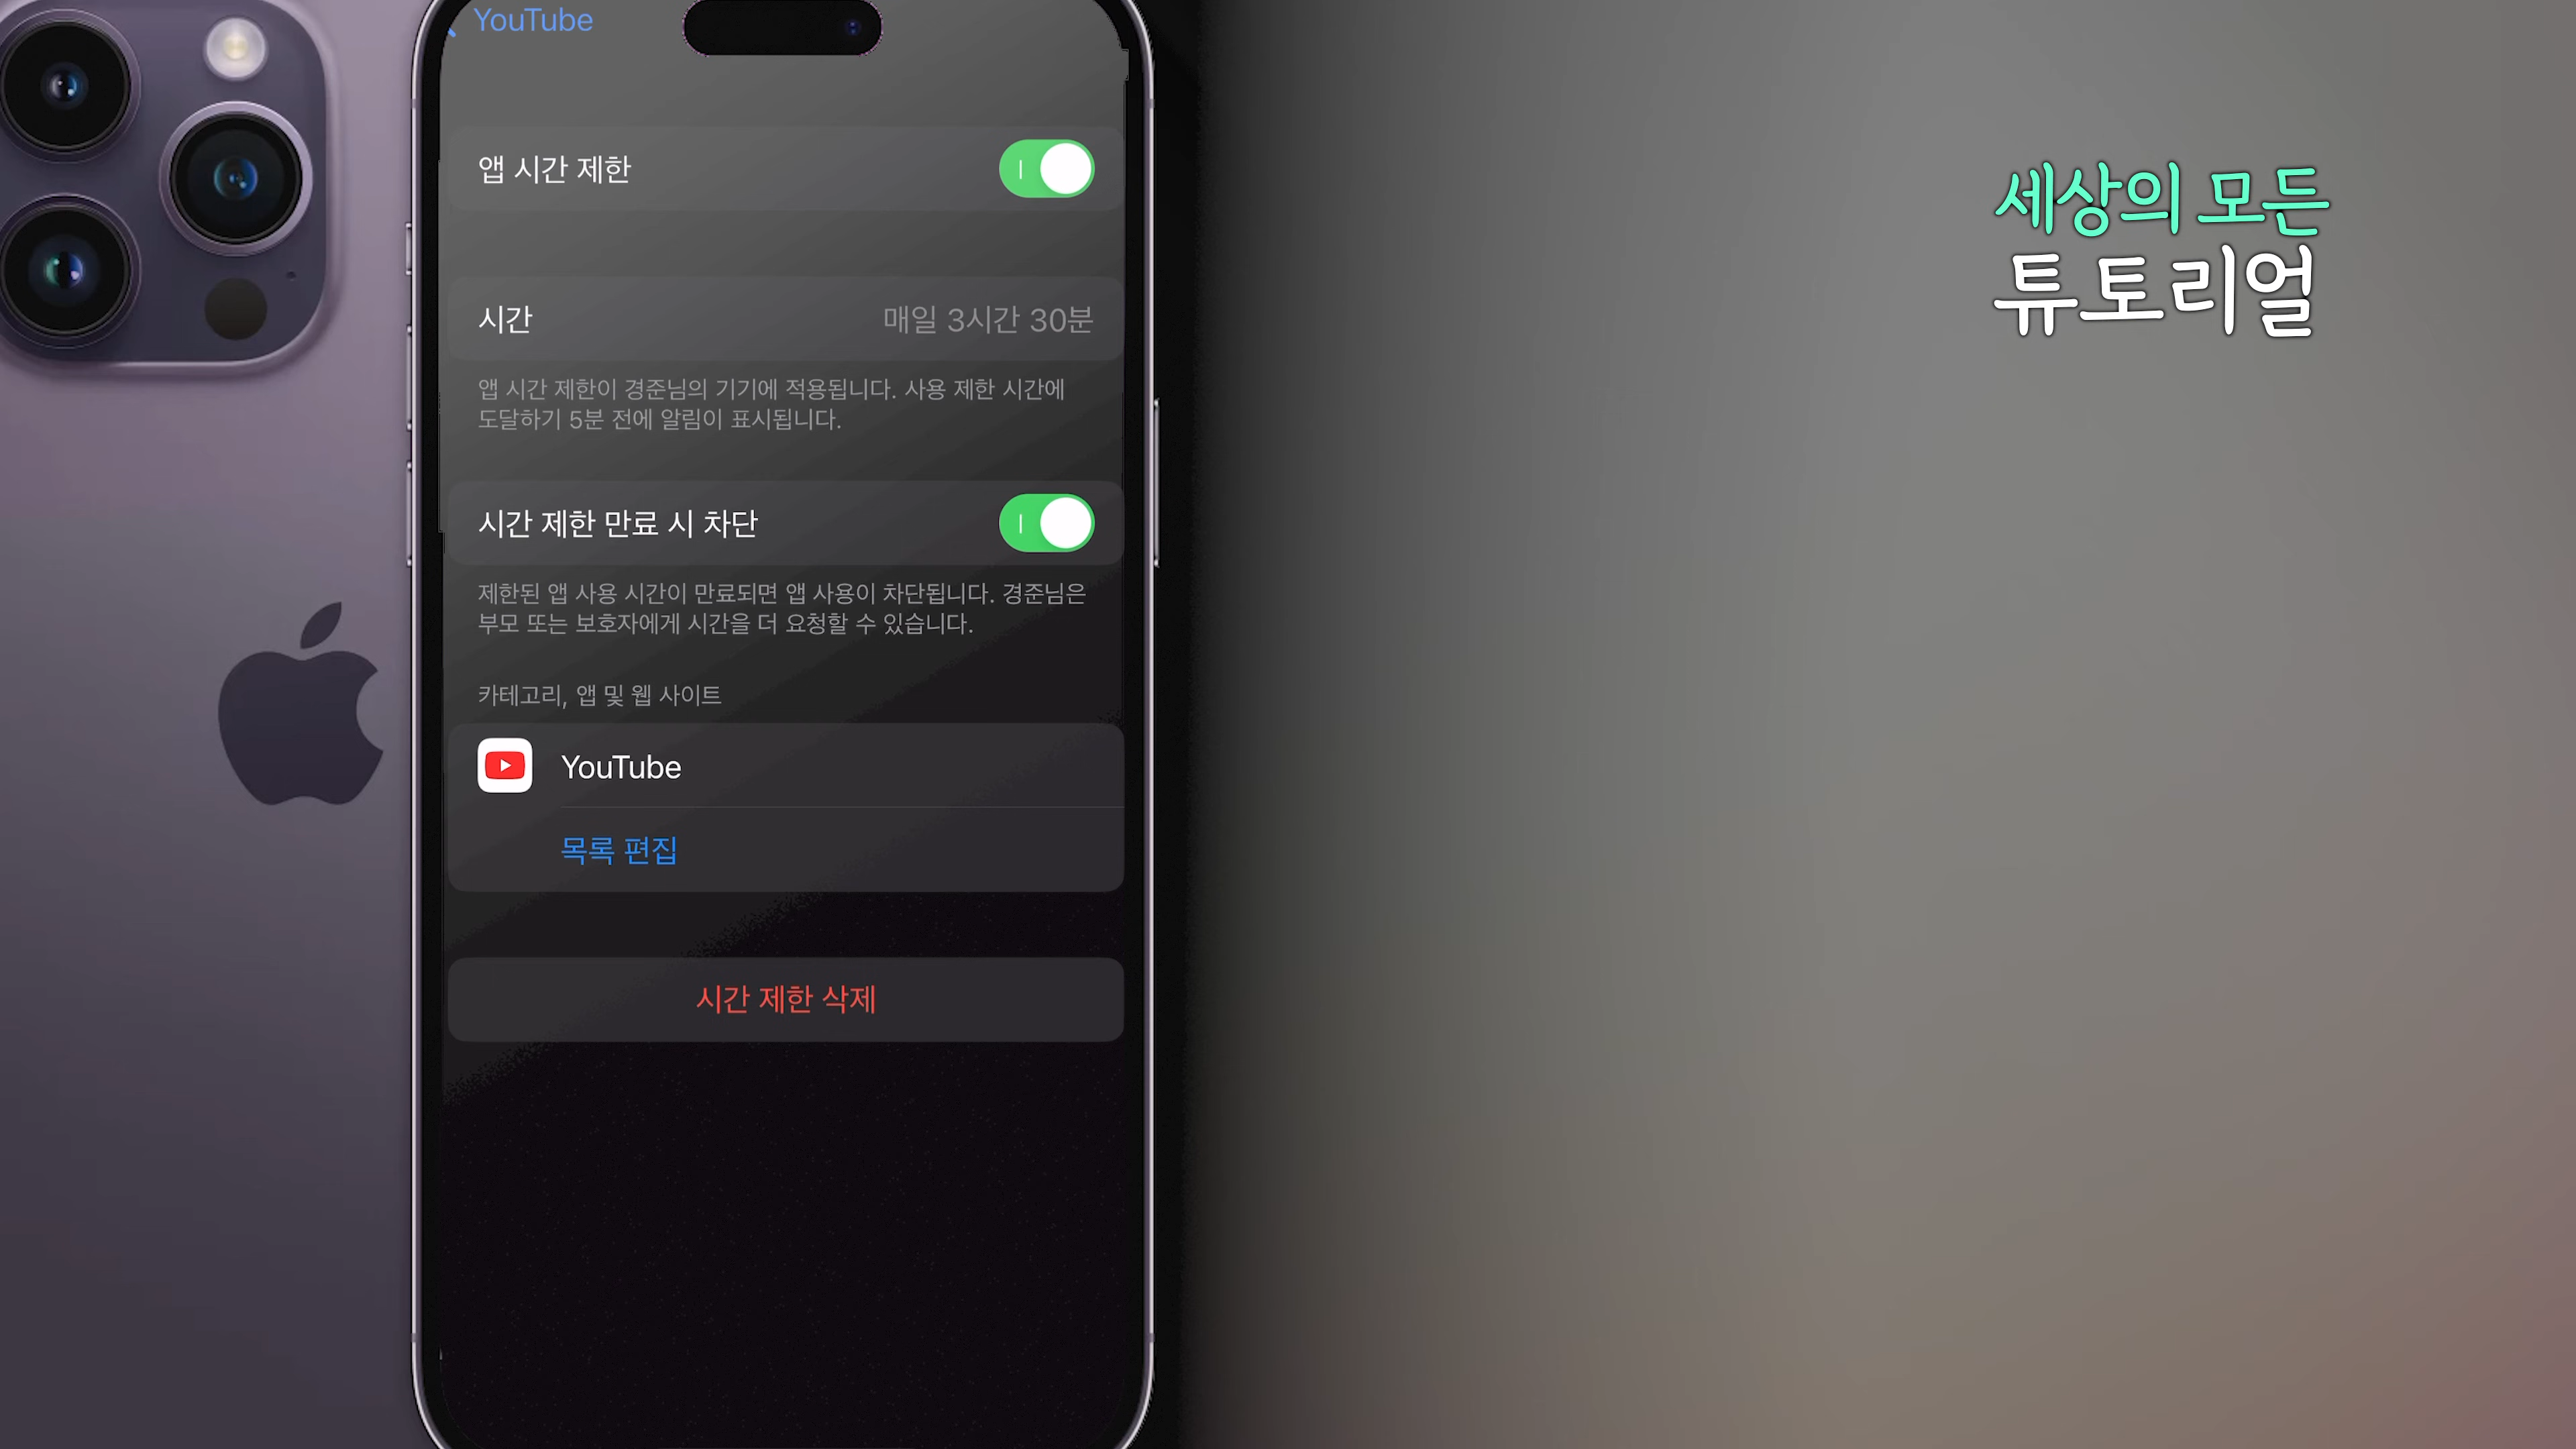 YouTube
앱 시간 제한
시간
매일 3시간 30분
앱 시간 제한이 경준님의 기기에 적용됩니다. 사용 제한 시간에
도달하기 5분 전에 알림이 표시됩니다.
시간 제한 만료 시 차단
제한된 앱 사용 시간이 만료되면 앱 사용이 차단됩니다. 경준님은
부모 또는 보호자에게 시간을 더 요청할 수 있습니다.
카테고리, 앱 및 웹 사이트
YouTube
목록 편집
시간 제한 삭제
세상의 모든
튜토리얼